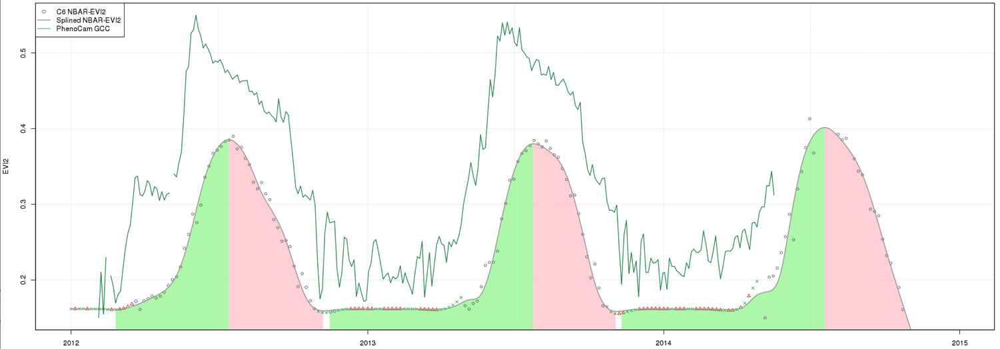 C6 NBAR-EVI2
Splined NBAR-EVI2
PhenoCam GCC
0.5
0.4
0.3
0.2
EVI2
2012
2013
2014
2015